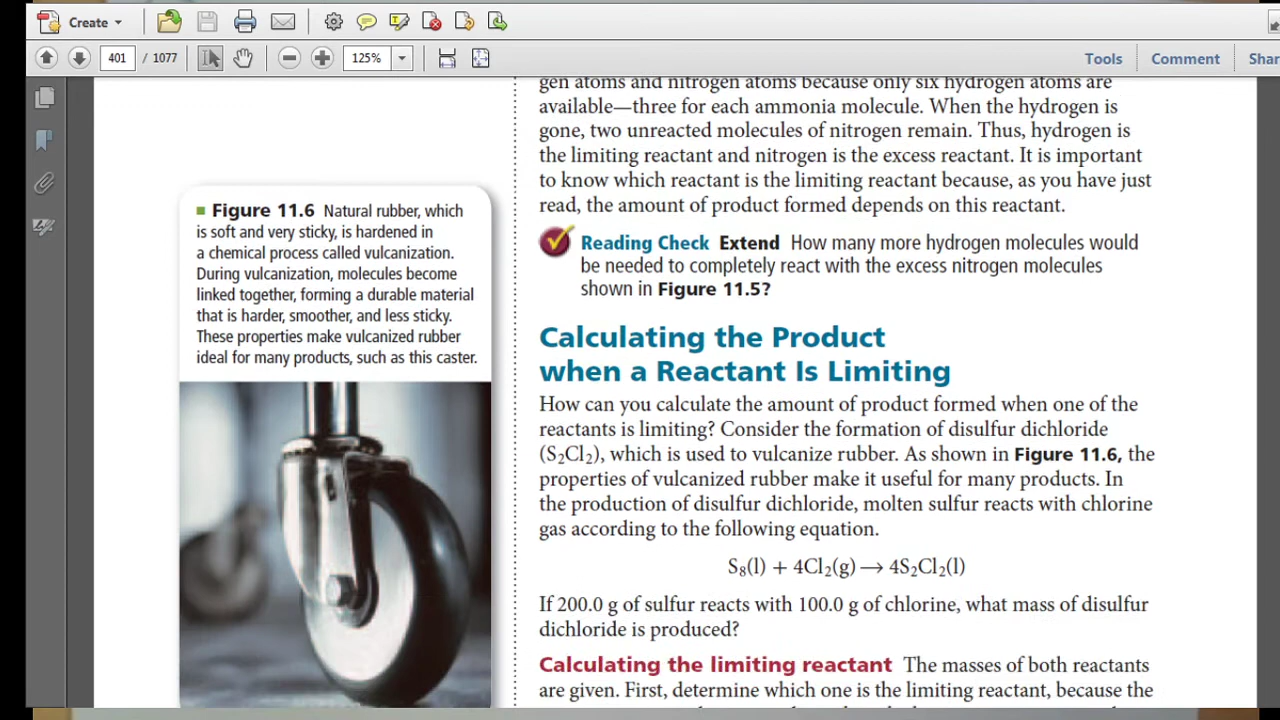 Create
401 / 1077
125%
Tools
Comment
Shar
gen atoms and nitrogen atoms because only six hydrogen atoms are
available—three for each ammonia molecule. When the hydrogen is
gone, two unreacted molecules of nitrogen remain. Thus, hydrogen is
the limiting reactant and nitrogen is the excess reactant. It is important
to know which reactant is the limiting reactant because, as you have just
read, the amount of product formed depends on this reactant.
Reading Check Extend How many more hydrogen molecules would
be needed to completely react with the excess nitrogen molecules
shown in Figure 11.5?
■ Figure 11.6 Natural rubber, which
is soft and very sticky, is hardened in
a chemical process called vulcanization.
During vulcanization, molecules become
linked together, forming a durable material
that is harder, smoother, and less sticky.
These properties make vulcanized rubber
ideal for many products, such as this caster.
Calculating the Product
when a Reactant Is Limiting
How can you calculate the amount of product formed when one of the
reactants is limiting? Consider the formation of disulfur dichloride
(S₂Cl₂), which is used to vulcanize rubber. As shown in Figure 11.6, the
properties of vulcanized rubber make it useful for many products. In
the production of disulfur dichloride, molten sulfur reacts with chlorine
gas according to the following equation.
S₈(l) + 4Cl₂(g) → 4S₂Cl₂(l)
If 200.0 g of sulfur reacts with 100.0 g of chlorine, what mass of disulfur
dichloride is produced?
Calculating the limiting reactant The masses of both reactants
are given. First, determine which one is the limiting reactant, because the